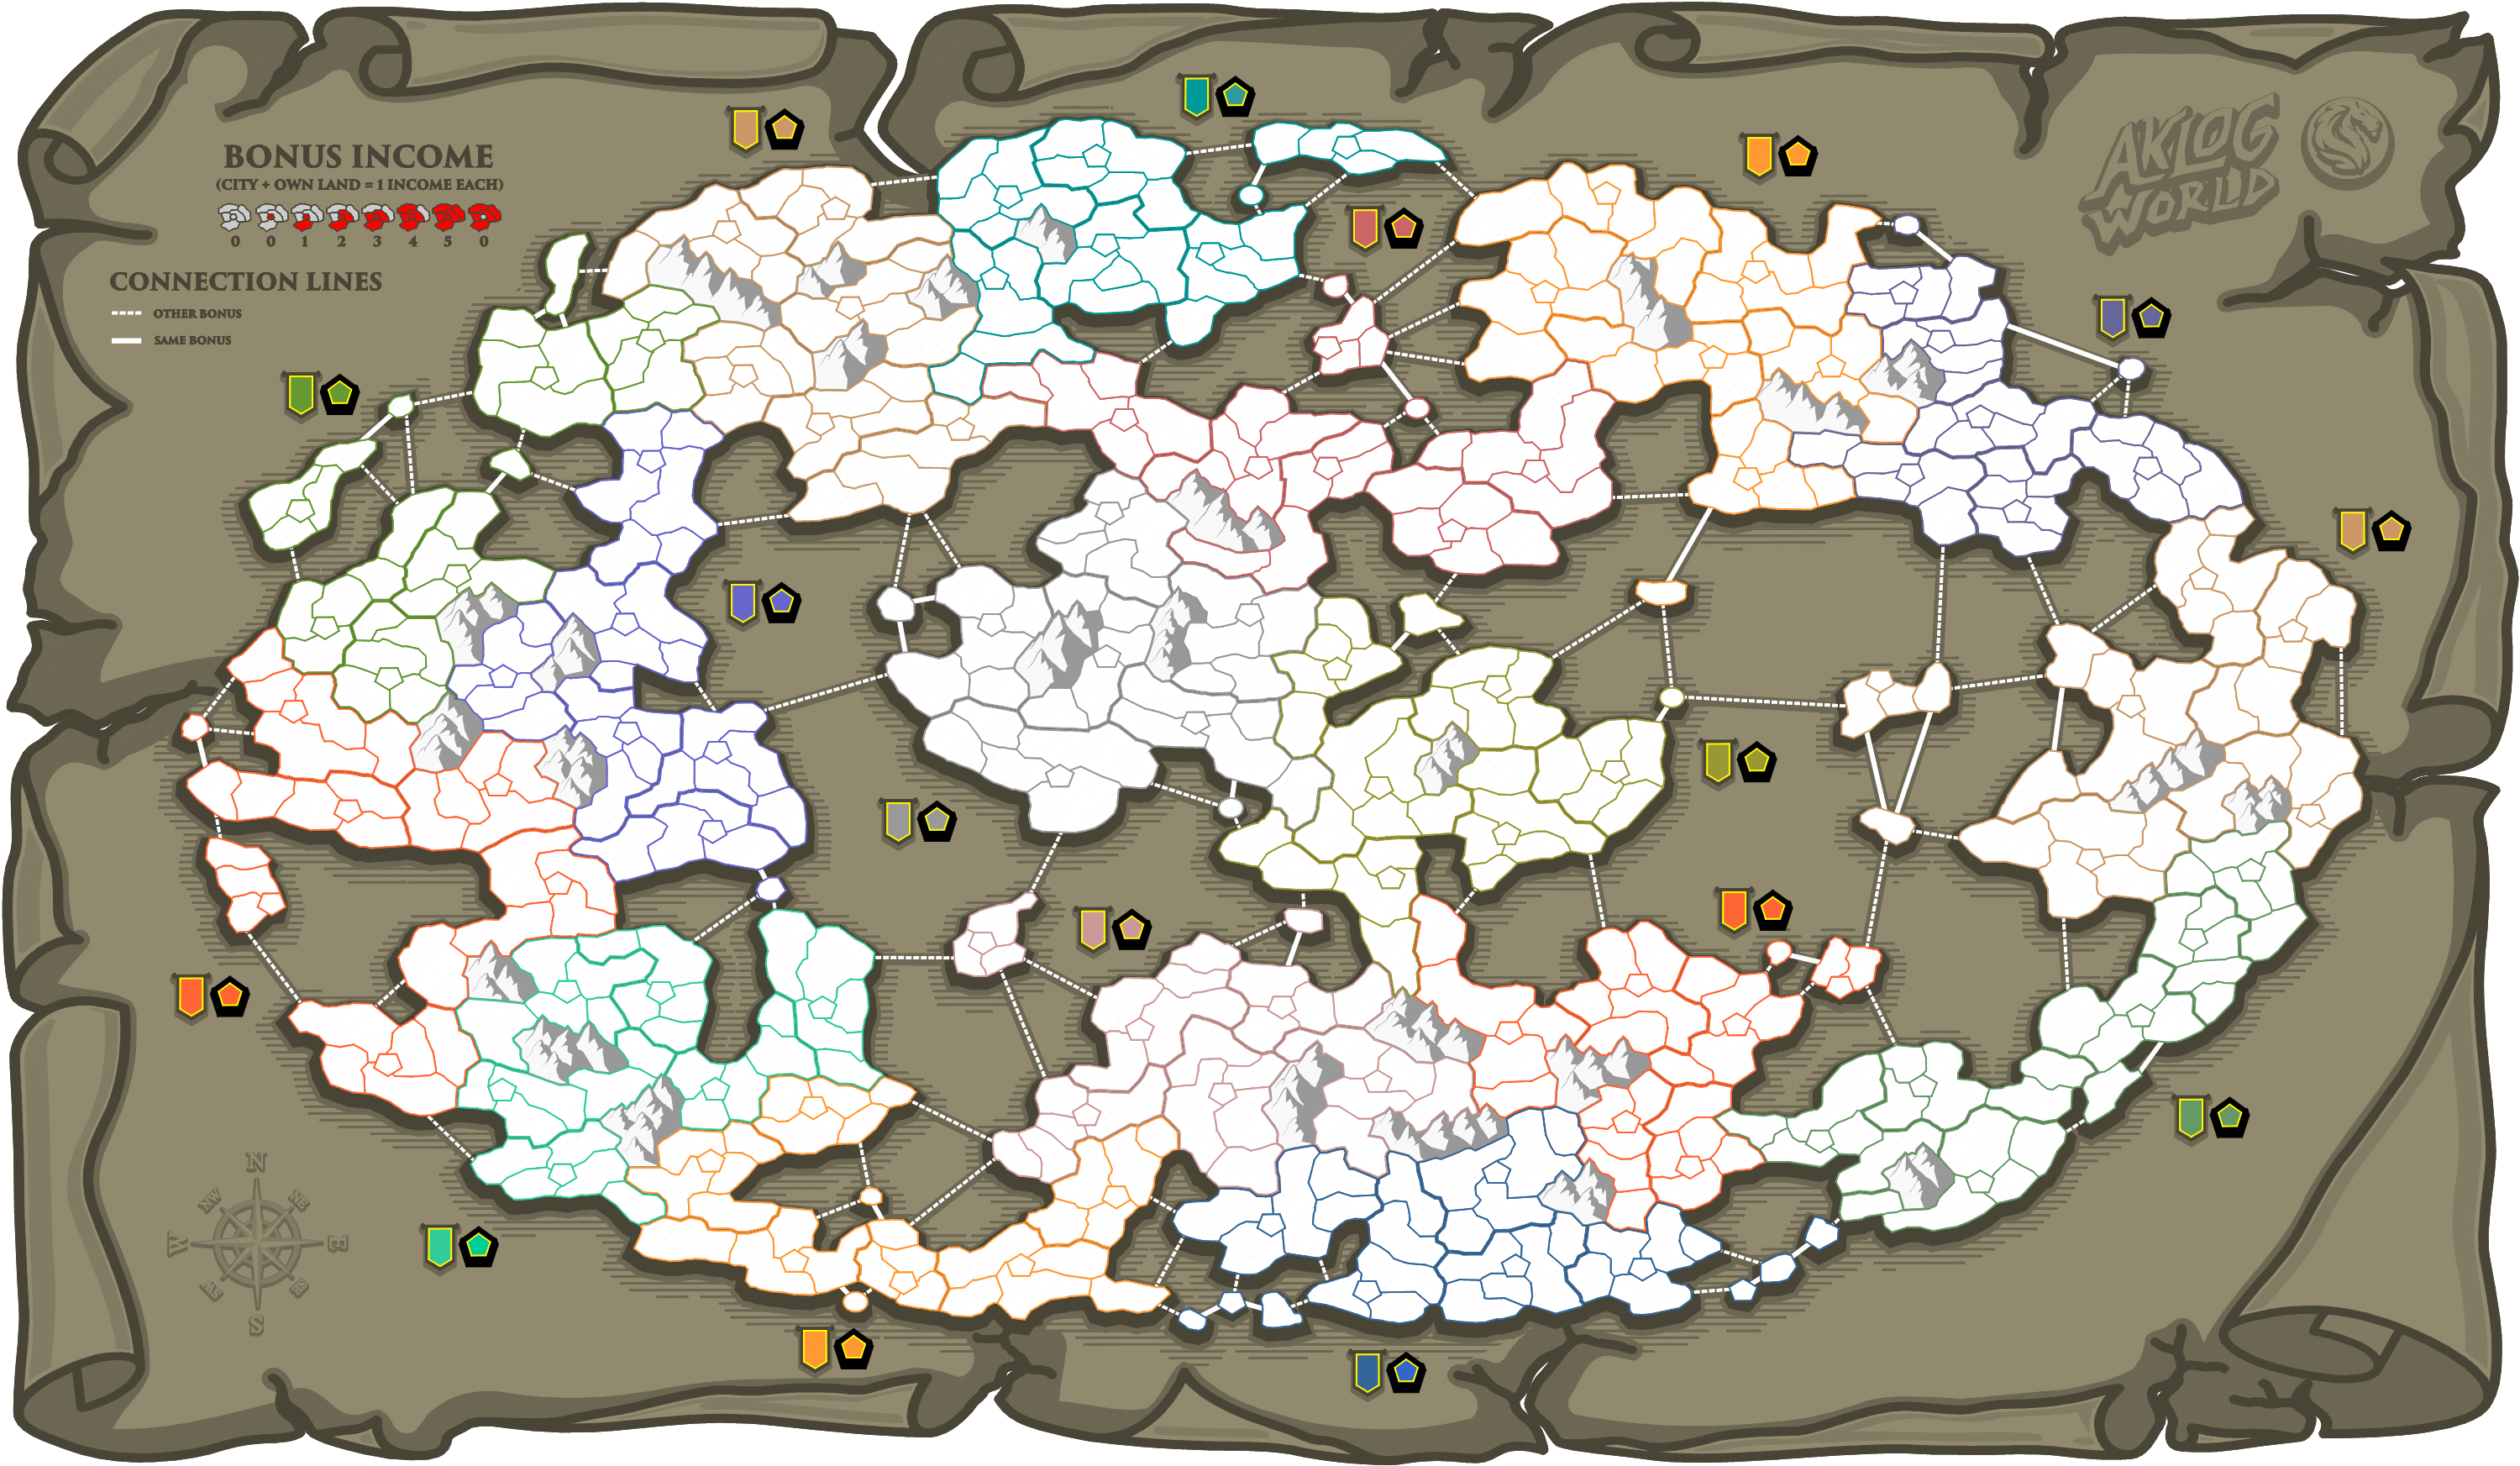 BONUS INCOME
(CITY + OWN LAND = 1 INCOME EACH)
0 0 1 2 3 4 5 0
CONNECTION LINES
OTHER BONUS
SAME BONUS
AKLOG
WORLD
N
NW NE
W E
SW SE
S